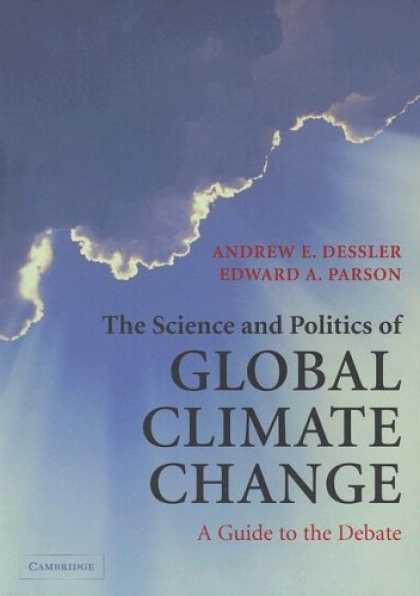 ANDREW E. DESSLER
EDWARD A. PARSON
The Science and Politics of
GLOBAL
CLIMATE
CHANGE
A Guide to the Debate
CAMBRIDGE